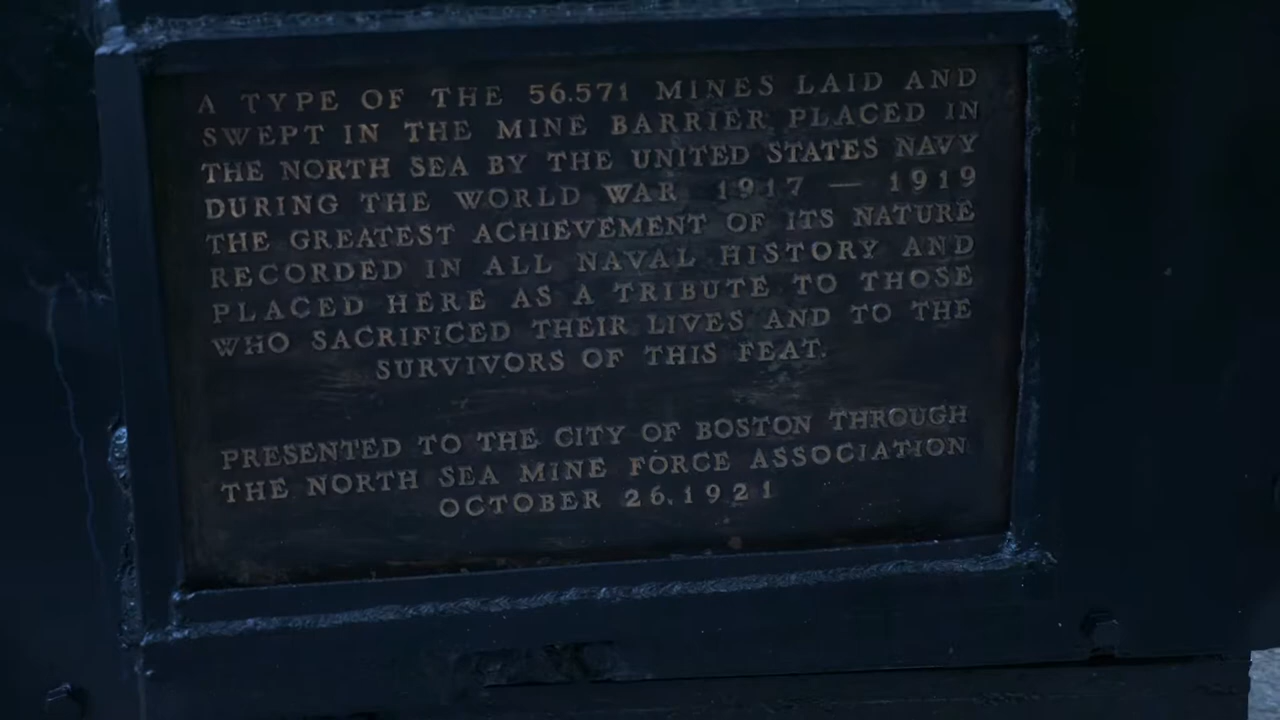 A TYPE OF THE 56.571 MINES LAID AND
SWEPT IN THE MINE BARRIER PLACED IN
THE NORTH SEA BY THE UNITED STATES NAVY
DURING THE WORLD WAR 1917 — 1919
THE GREATEST ACHIEVEMENT OF ITS NATURE
RECORDED IN ALL NAVAL HISTORY AND
PLACED HERE AS A TRIBUTE TO THOSE
WHO SACRIFICED THEIR LIVES AND TO THE
SURVIVORS OF THIS FEAT.
PRESENTED TO THE CITY OF BOSTON THROUGH
THE NORTH SEA MINE FORCE ASSOCIATION
OCTOBER 26.1921